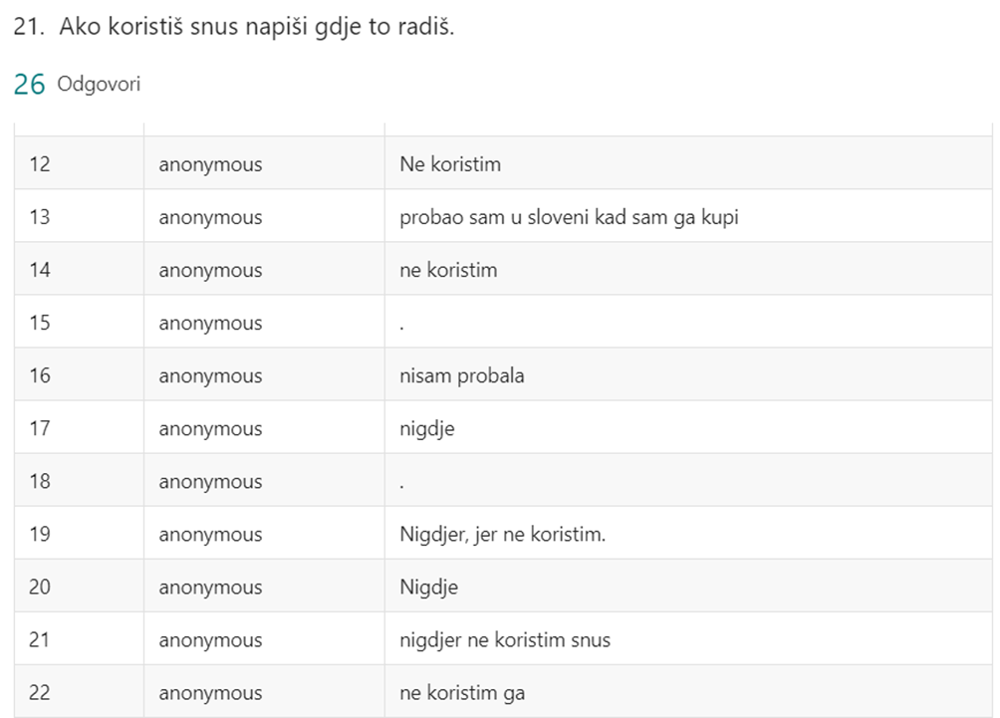 21. Ako koristiš snus napiši gdje to radiš.
26 Odgovori
12 anonymous Ne koristim
13 anonymous probao sam u sloveni kad sam ga kupi
14 anonymous ne koristim
15 anonymous .
16 anonymous nisam probala
17 anonymous nigdje
18 anonymous .
19 anonymous Nigdjer, jer ne koristim.
20 anonymous Nigdje
21 anonymous nigdjer ne koristim snus
22 anonymous ne koristim ga